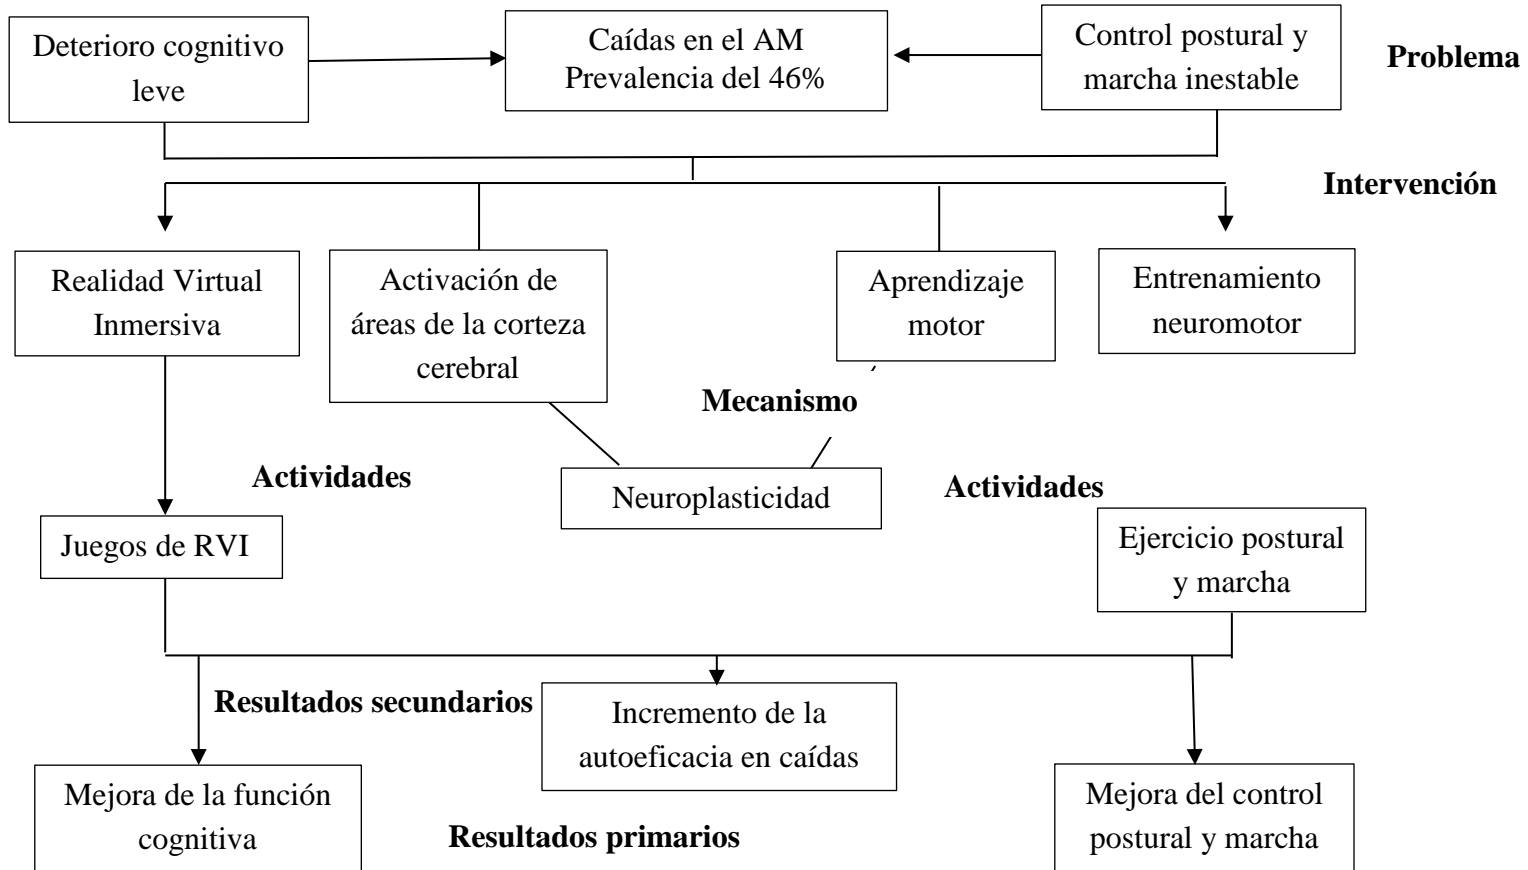 Deterioro cognitivo
leve
Caídas en el AM
Prevalencia del 46%
Control postural y
marcha inestable
Problema
Intervención
Realidad Virtual
Inmersiva
Activación de
áreas de la corteza
cerebral
Aprendizaje
motor
Entrenamiento
neuromotor
Mecanismo
Actividades
Neuroplasticidad
Actividades
Juegos de RVI
Ejercicio postural
y marcha
Resultados secundarios
Incremento de la
autoeficacia en caídas
Mejora de la función
cognitiva
Resultados primarios
Mejora del control
postural y marcha